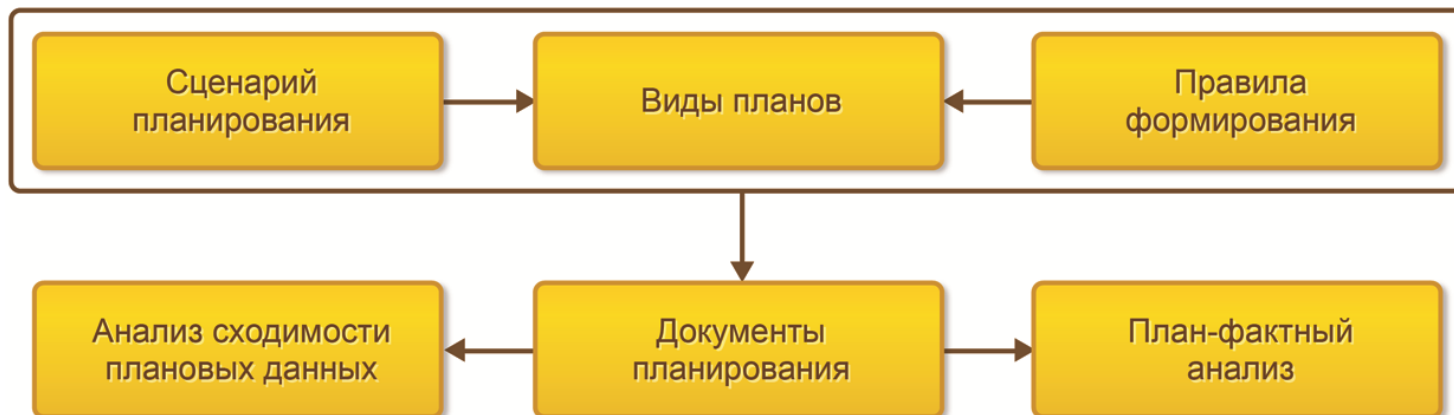 Сценарий
планирования
Виды планов
Правила
формирования
Анализ сходимости
плановых данных
Документы
планирования
План-фактный
анализ